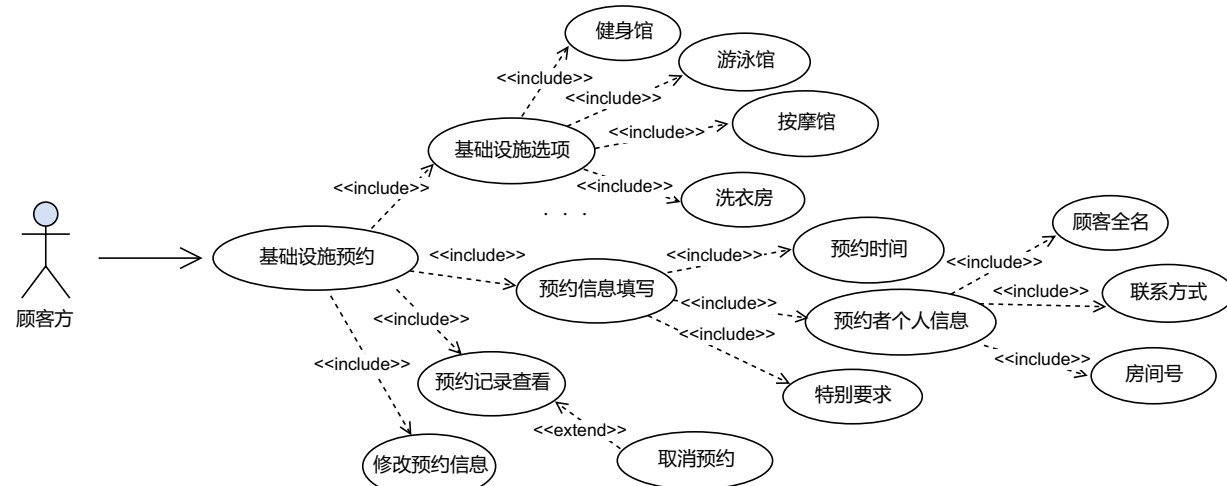 健身馆
游泳馆
<<include>>
<<include>>
按摩馆
<<include>>
基础设施选项
<<include>>
<<include>>
洗衣房
. . .
顾客全名
基础设施预约
<<include>>
<<include>>
预约时间
<<include>>
预约信息填写
<<include>>
联系方式
顾客方
<<include>>
<<include>>
预约者个人信息
<<include>>
<<include>>
<<include>>
预约记录查看
特别要求
房间号
<<extend>>
修改预约信息
取消预约